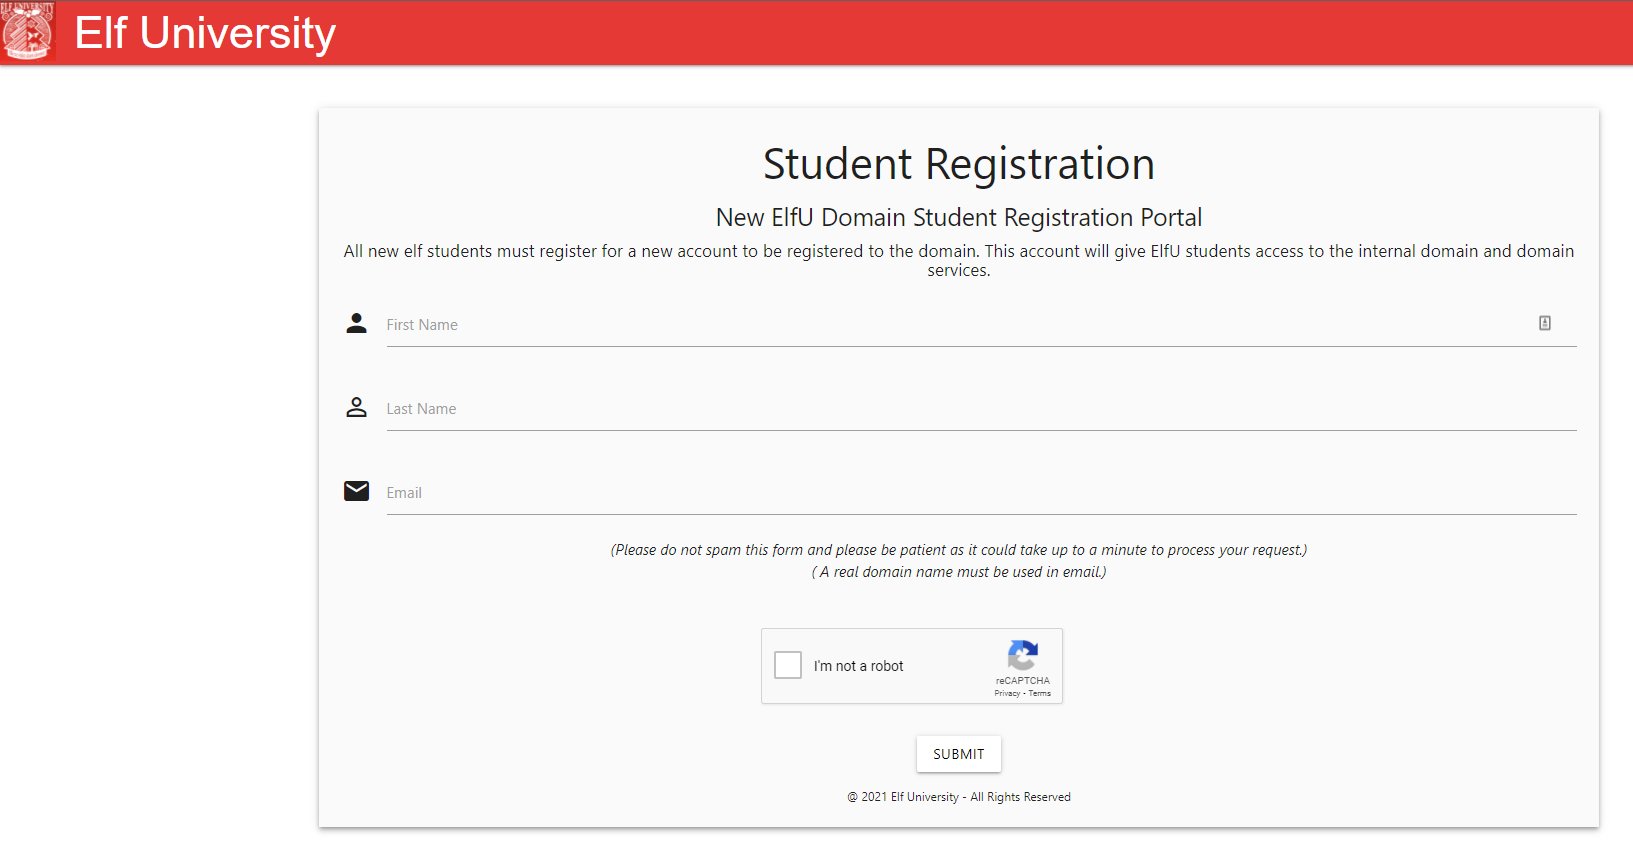 ELF UNIVERSITY
Elf University
Student Registration
New ElfU Domain Student Registration Portal
All new elf students must register for a new account to be registered to the domain. This account will give ElfU students access to the internal domain and domain
services.
First Name
Last Name
Email
(Please do not spam this form and please be patient as it could take up to a minute to process your request.)
( A real domain name must be used in email.)
I'm not a robot
reCAPTCHA
Privacy - Terms
SUBMIT
@ 2021 Elf University - All Rights Reserved